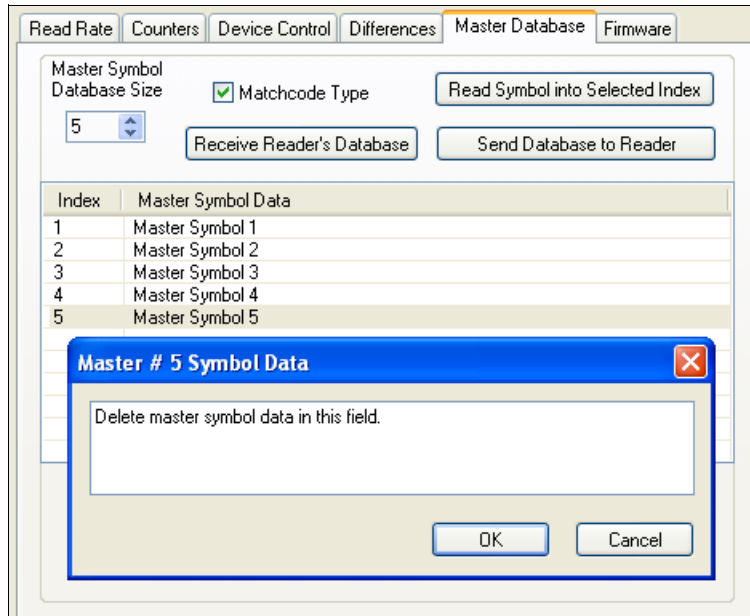 Read Rate Counters Device Control Differences Master Database Firmware
Master Symbol
Database Size
Matchcode Type
Read Symbol into Selected Index
5
Receive Reader's Database
Send Database to Reader
Index Master Symbol Data
1 Master Symbol 1
2 Master Symbol 2
3 Master Symbol 3
4 Master Symbol 4
5 Master Symbol 5
Master # 5 Symbol Data
Delete master symbol data in this field.
OK Cancel